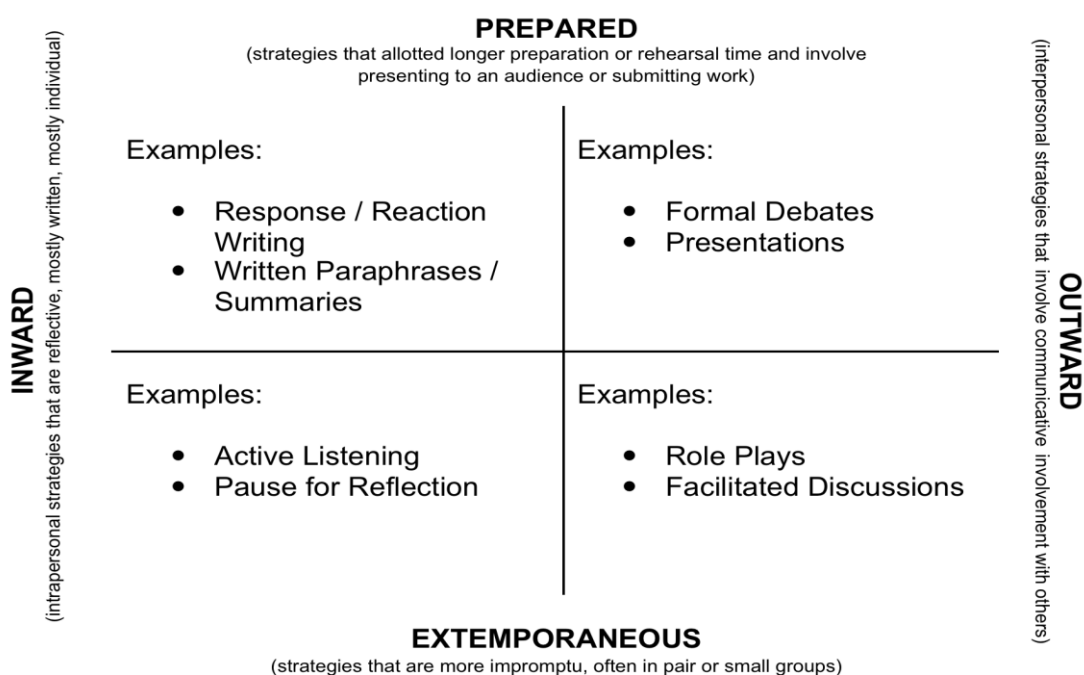 PREPARED
(strategies that allotted longer preparation or rehearsal time and involve
presenting to an audience or submitting work)
INWARD
(intrapersonal strategies that are reflective, mostly written, mostly individual)
Examples:
• Response / Reaction
Writing
• Written Paraphrases /
Summaries
Examples:
• Formal Debates
• Presentations
OUTWARD
(interpersonal strategies that involve communicative involvement with others)
Examples:
• Active Listening
• Pause for Reflection
Examples:
• Role Plays
• Facilitated Discussions
EXTEMPORANEOUS
(strategies that are more impromptu, often in pair or small groups)